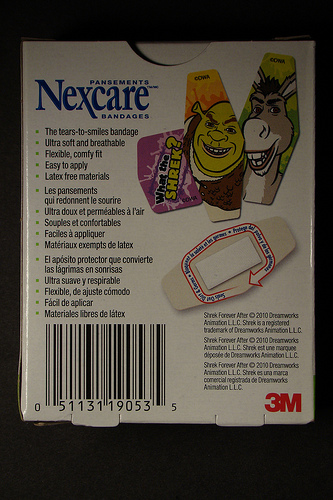 PANSEMENTS
Nexcare™
BANDAGES
The tears-to-smiles bandage
Ultra soft and breathable
Flexible, comfy fit
Easy to apply
Latex free materials
Les pansements
qui redonnent le sourire
Ultra doux et perméables à l'air
Souples et confortables
Faciles à appliquer
Matériaux exempts de latex
El apósito protector que convierte
las lágrimas en sonrisas
Ultra suave y respirable
Flexible, de ajuste cómodo
Fácil de aplicar
Materiales libres de látex
©DWA
©DWA
What the
SHREK?
Shrek Forever After © 2010 Dreamworks
Animation L.L.C. Shrek is a registered
trademark of Dreamworks Animation L.L.C.
Shrek Forever After © 2010 Dreamworks
Animation L.L.C. Shrek est une marque
déposée de Dreamworks Animation L.L.C.
Shrek Forever After © 2010 Dreamworks
Animation L.L.C. Shrek es una marca
comercial registrada de Dreamworks
Animation L.L.C.
0 51131 19053 5
3M